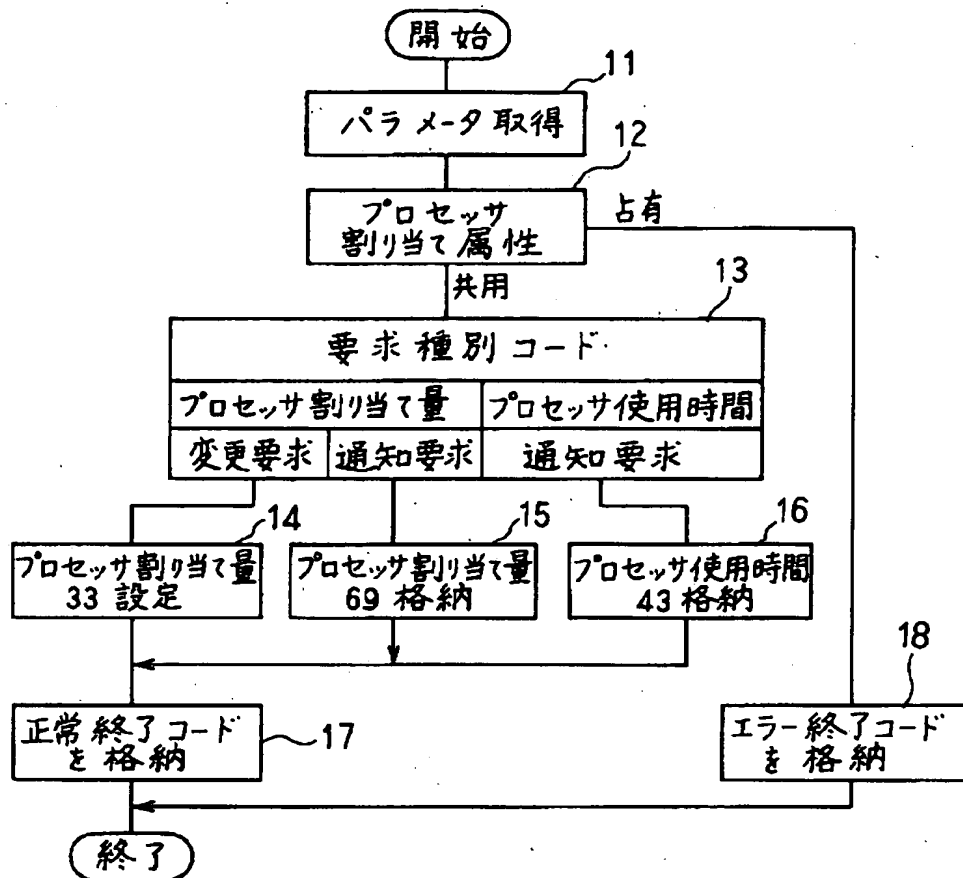 開始
11
パラメータ取得
12
プロセッサ
割り当て属性
占有
共用
13
要求種別コード
プロセッサ割り当て量
プロセッサ使用時間
変更要求
通知要求
通知要求
14
プロセッサ割り当て量
33 設定
15
プロセッサ割り当て量
69 格納
16
プロセッサ使用時間
43 格納
正常終了コード
を格納
17
18
エラー終了コード
を格納
終了